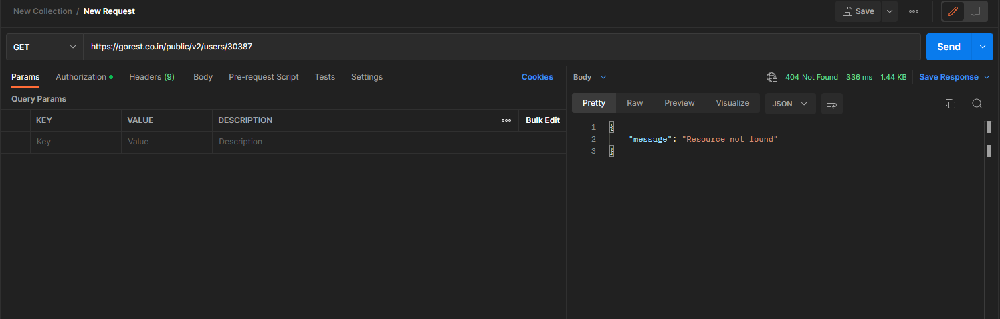 New Collection / New Request
Save
GET https://gorest.co.in/public/v2/users/30387
Send
Params Authorization Headers (9) Body Pre-request Script Tests Settings Cookies
Query Params
KEY VALUE DESCRIPTION Bulk Edit
Key Value Description
Body 404 Not Found 336 ms 1.44 KB Save Response
Pretty Raw Preview Visualize JSON
1 {
2 "message": "Resource not found"
3 }